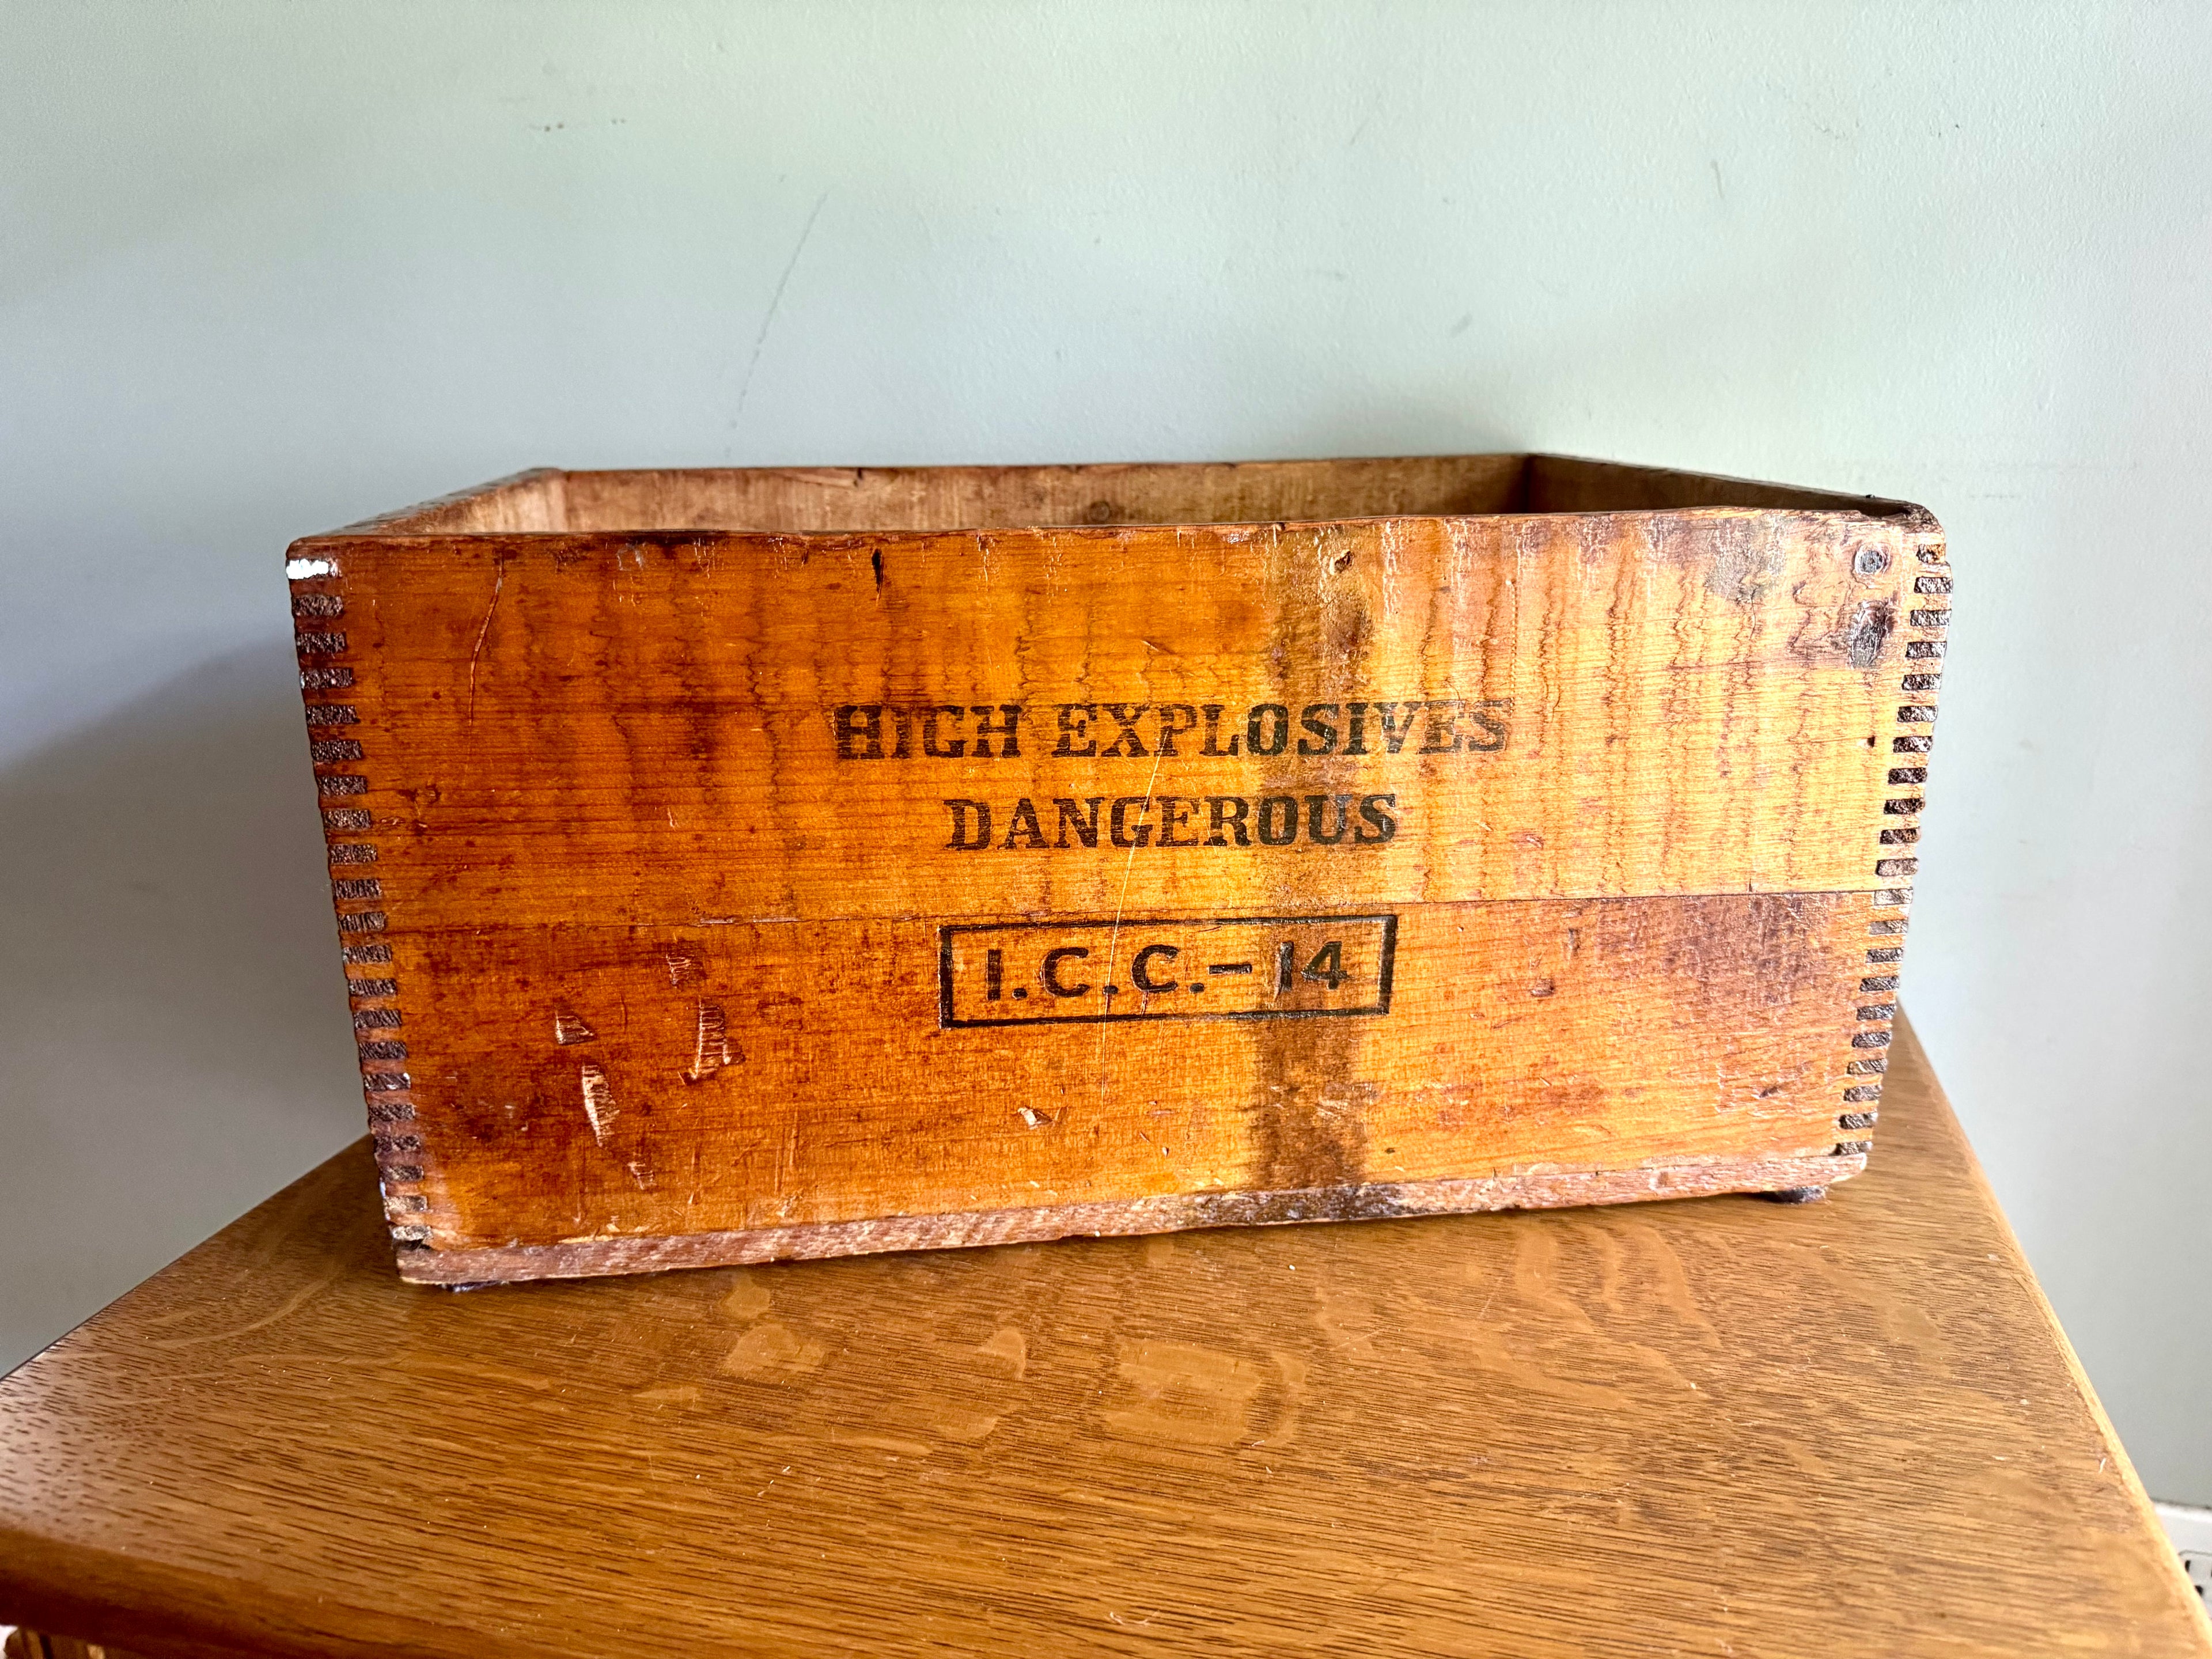 HIGH EXPLOSIVES
DANGEROUS
I.C.C.-14